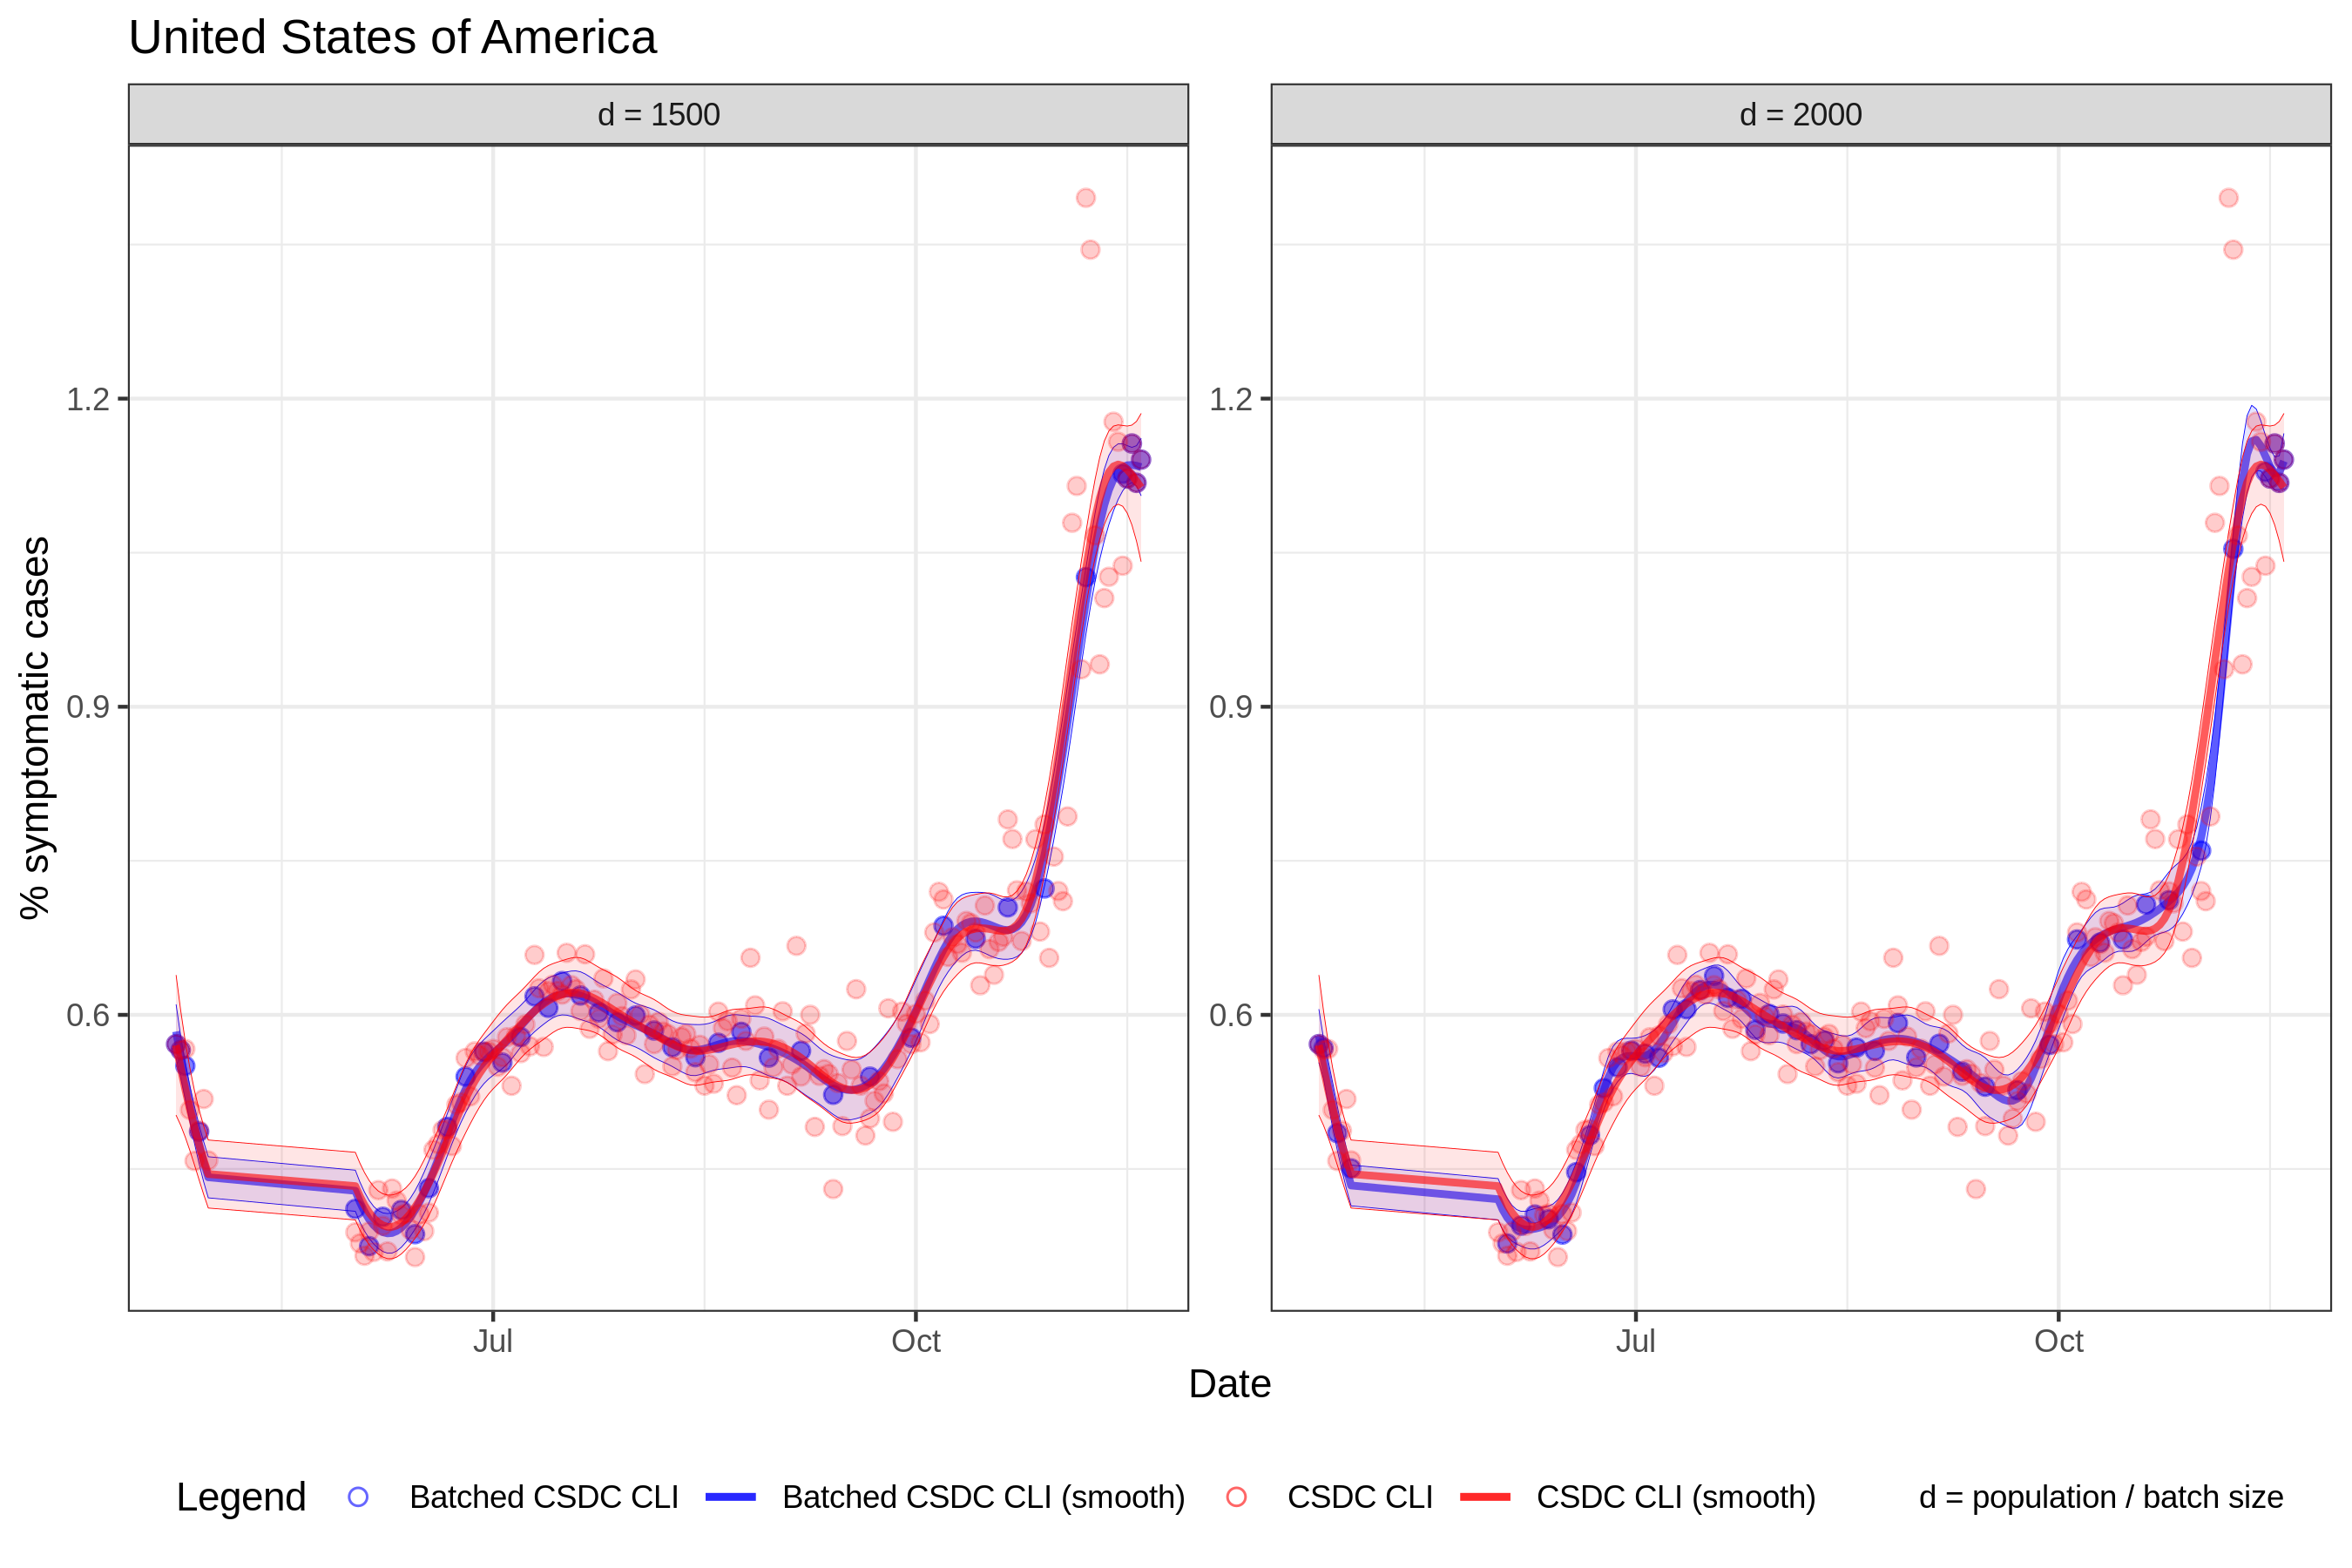 United States of America
d = 1500
d = 2000
% symptomatic cases
1.2
0.9
0.6
1.2
0.9
0.6
Jul
Oct
Jul
Oct
Date
Legend
Batched CSDC CLI
Batched CSDC CLI (smooth)
CSDC CLI
CSDC CLI (smooth)
d = population / batch size